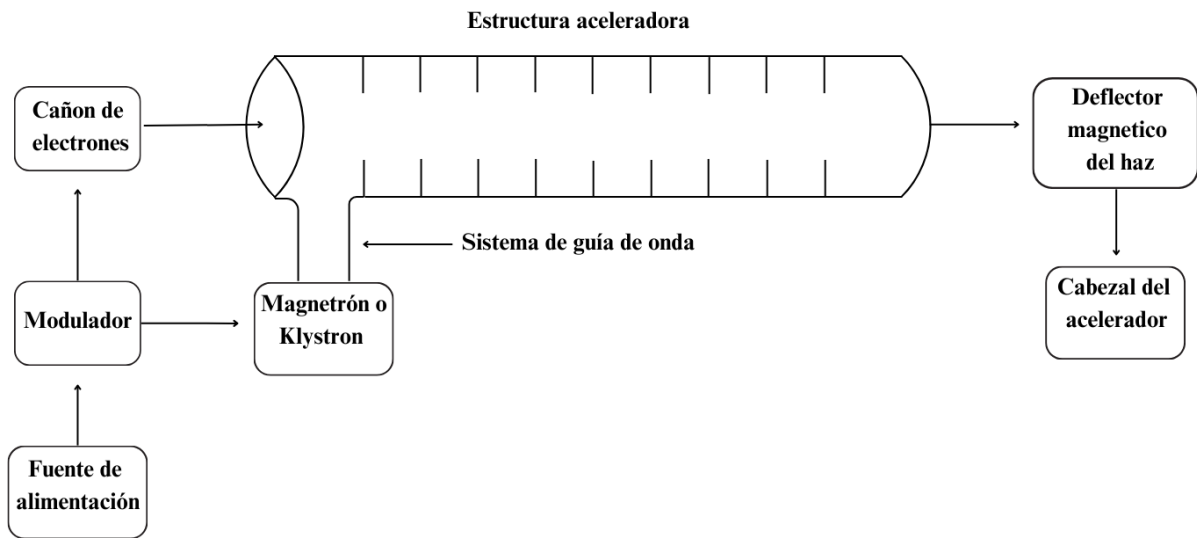 Estructura aceleradora
Cañon de
electrones
Deflector
magnetico
del haz
Sistema de guía de onda
Modulador
Magnetrón o
Klystron
Cabezal del
acelerador
Fuente de
alimentación